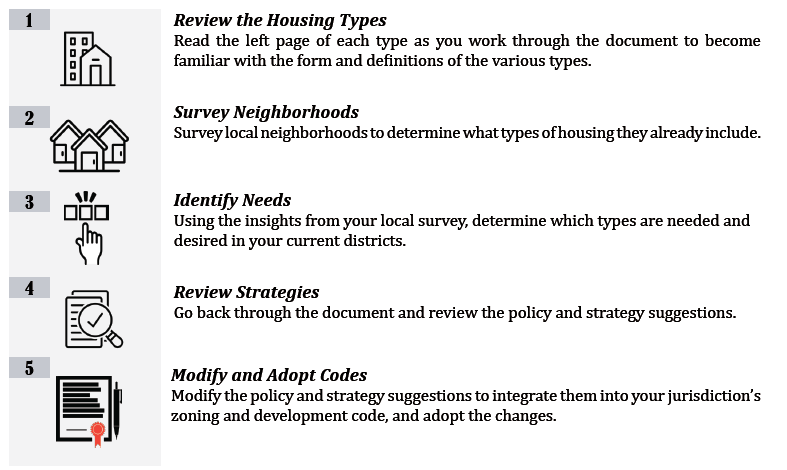 1
Review the Housing Types
Read the left page of each type as you work through the document to become
familiar with the form and definitions of the various types.
2
Survey Neighborhoods
Survey local neighborhoods to determine what types of housing they already include.
3
Identify Needs
Using the insights from your local survey, determine which types are needed and
desired in your current districts.
4
Review Strategies
Go back through the document and review the policy and strategy suggestions.
5
Modify and Adopt Codes
Modify the policy and strategy suggestions to integrate them into your jurisdiction’s
zoning and development code, and adopt the changes.